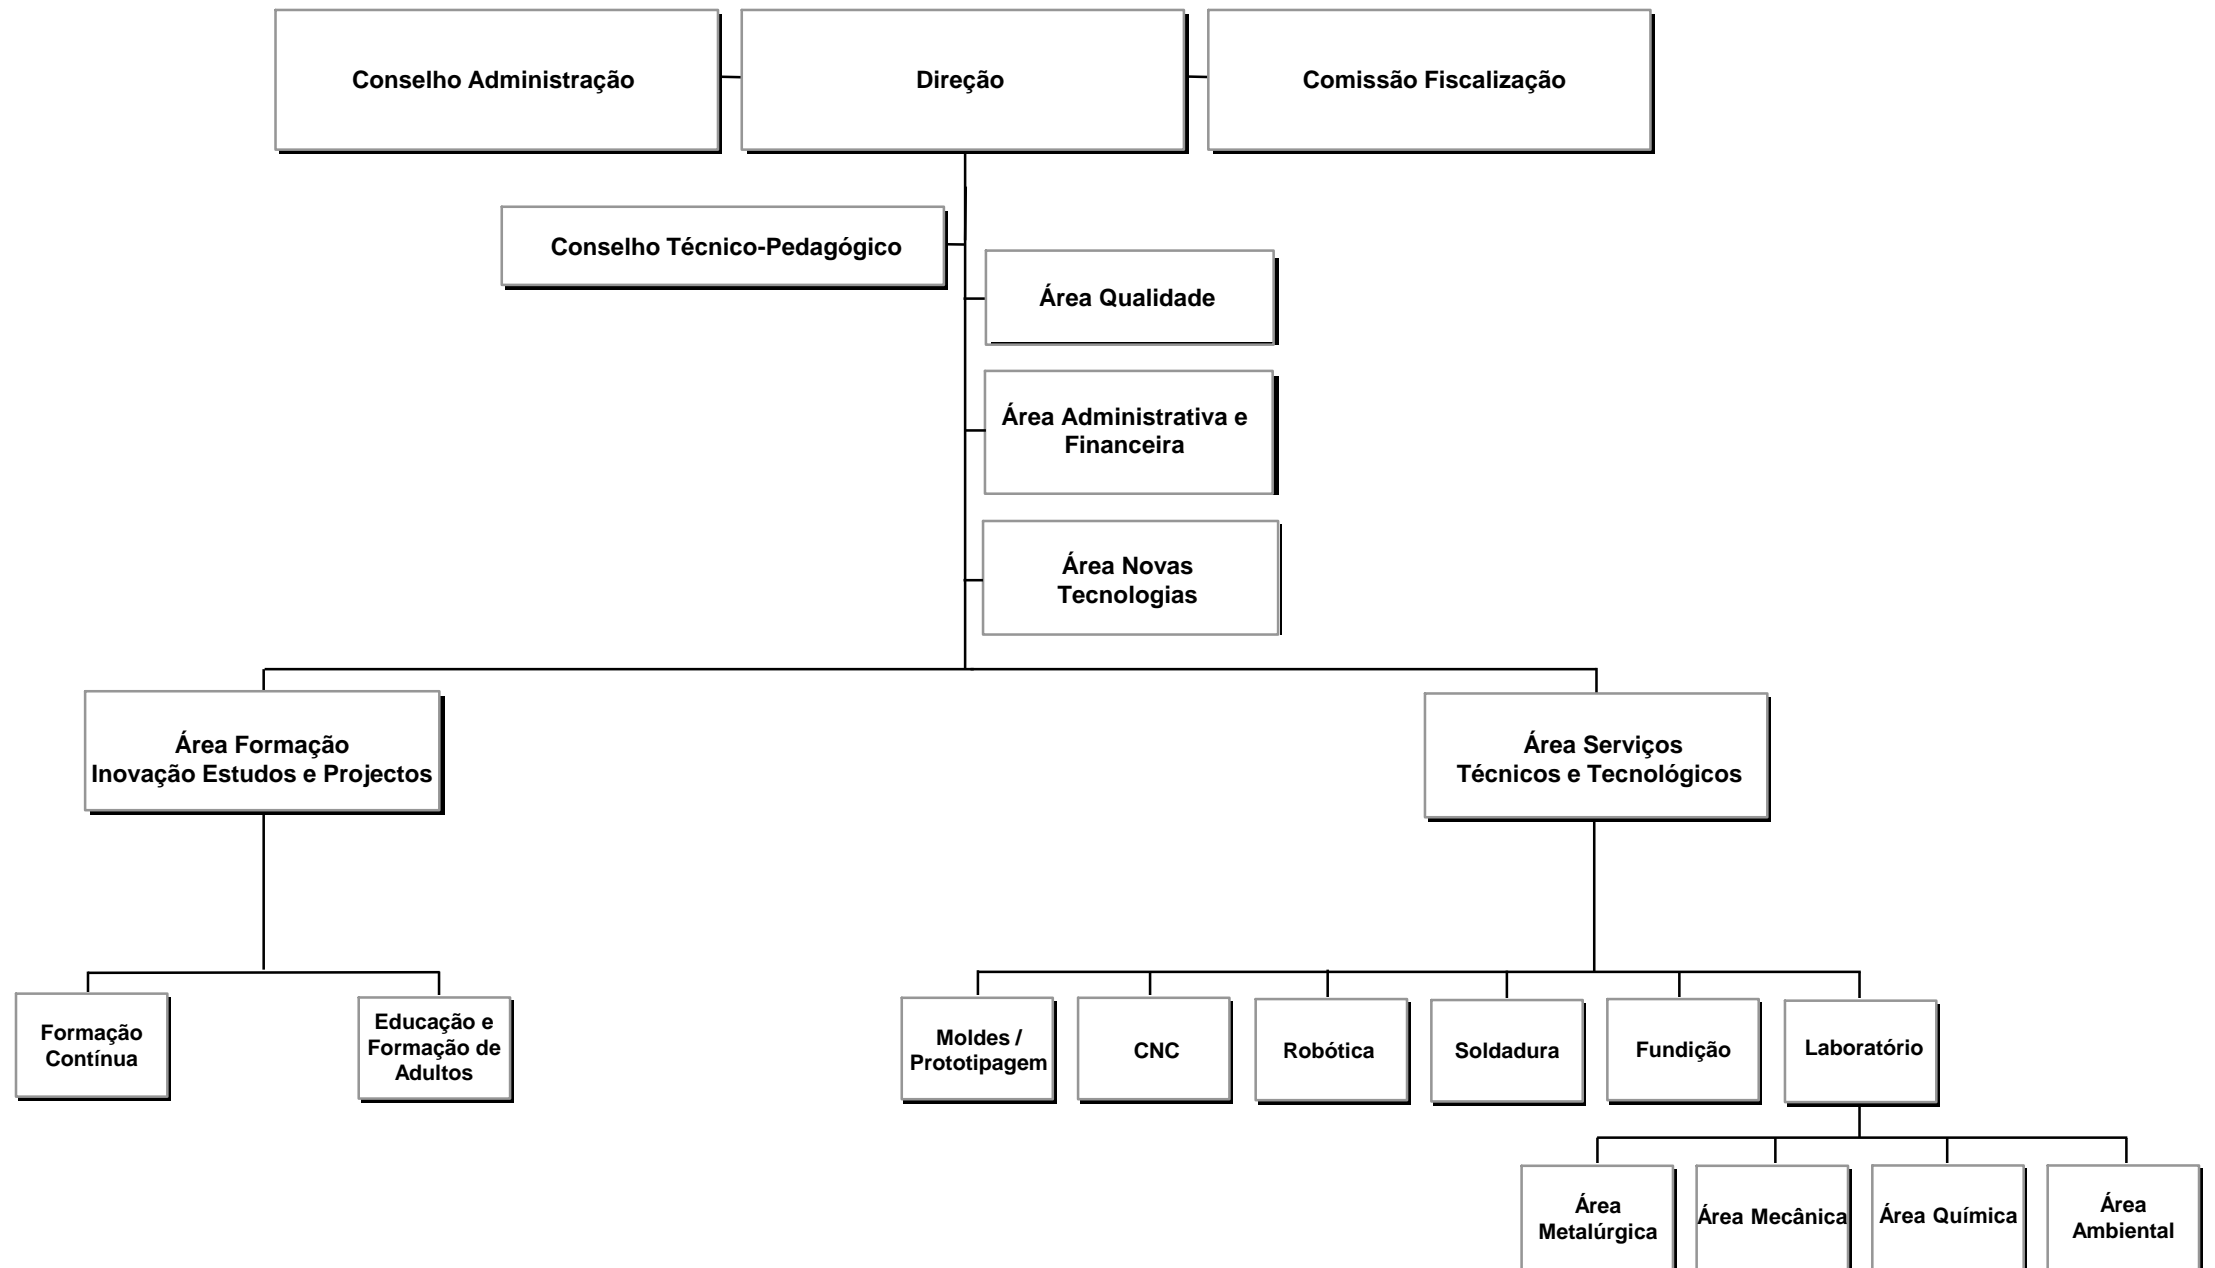 Conselho Administração
Direção
Comissão Fiscalização
Conselho Técnico-Pedagógico
Área Qualidade
Área Administrativa e
Financeira
Área Novas
Tecnologias
Área Formação
Inovação Estudos e Projectos
Área Serviços
Técnicos e Tecnológicos
Formação
Contínua
Educação e
Formação de
Adultos
Moldes /
Prototipagem
CNC
Robótica
Soldadura
Fundição
Laboratório
Área
Metalúrgica
Área Mecânica
Área Química
Área
Ambiental